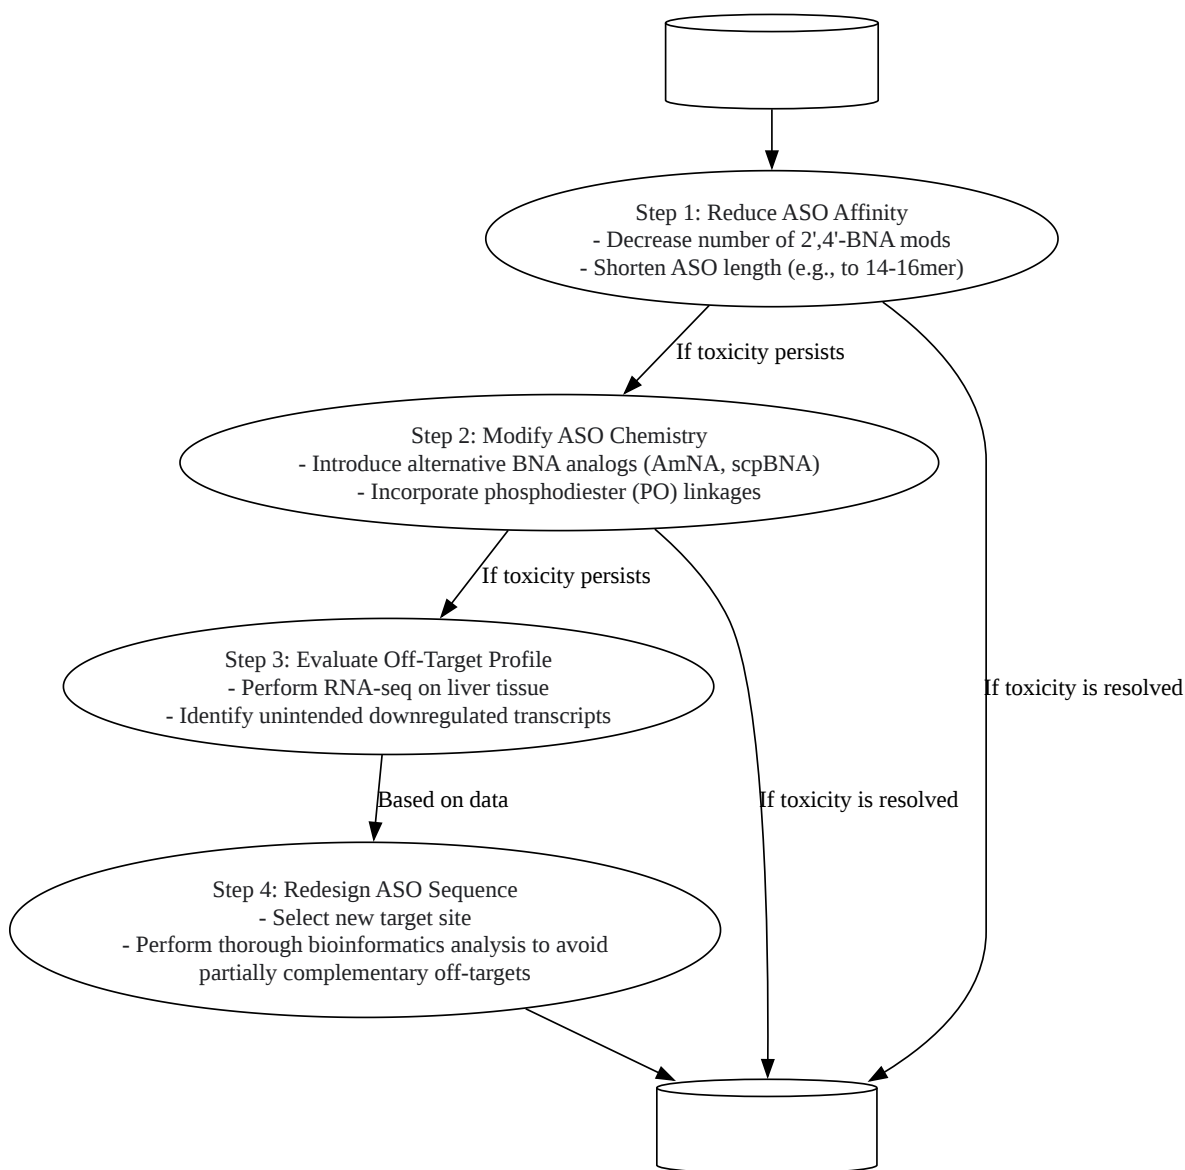 Step 1: Reduce ASO Affinity
- Decrease number of 2',4'-BNA mods
- Shorten ASO length (e.g., to 14-16mer)
If toxicity persists
Step 2: Modify ASO Chemistry
- Introduce alternative BNA analogs (AmNA, scpBNA)
- Incorporate phosphodiester (PO) linkages
If toxicity persists
Step 3: Evaluate Off-Target Profile
- Perform RNA-seq on liver tissue
- Identify unintended downregulated transcripts
If toxicity is resolved
Based on data
If toxicity is resolved
Step 4: Redesign ASO Sequence
- Select new target site
- Perform thorough bioinformatics analysis to avoid
partially complementary off-targets